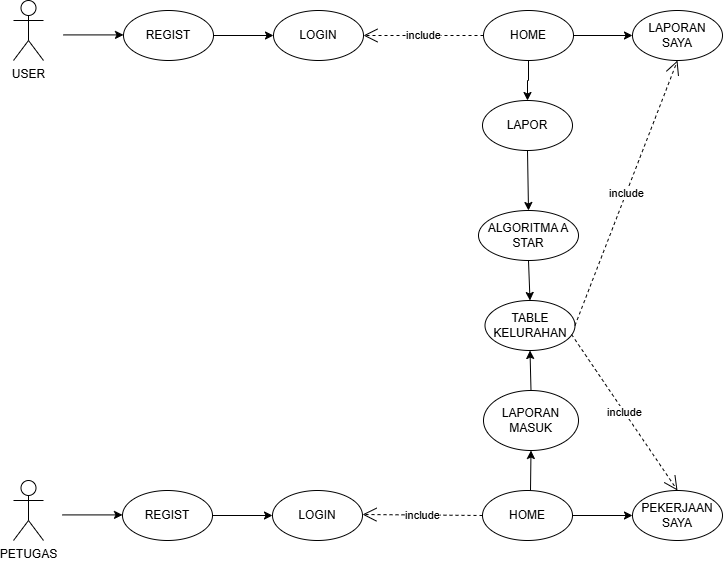 USER
REGIST
LOGIN
include
HOME
LAPORAN
SAYA
LAPOR
include
ALGORITMA A
STAR
TABLE
KELURAHAN
include
LAPORAN
MASUK
PETUGAS
REGIST
LOGIN
include
HOME
PEKERJAAN
SAYA